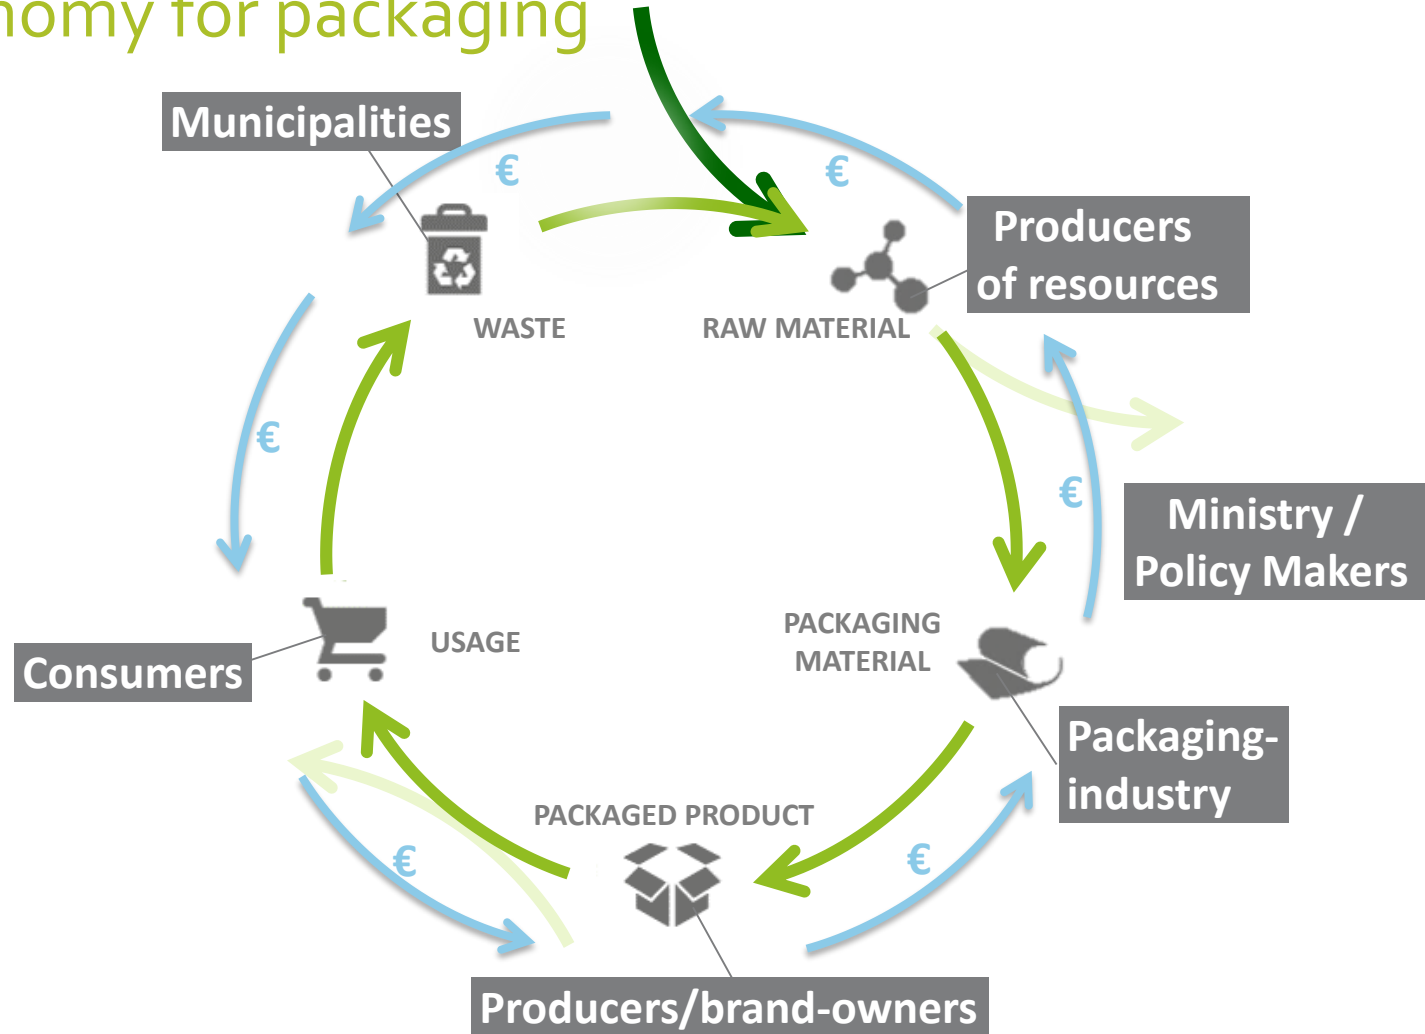 nomy for packaging
Municipalities
€
€
Producers
of resources
WASTE
RAW MATERIAL
€
€
Ministry /
Policy Makers
PACKAGING
MATERIAL
USAGE
Consumers
Packaging-
industry
PACKAGED PRODUCT
€
€
Producers/brand-owners